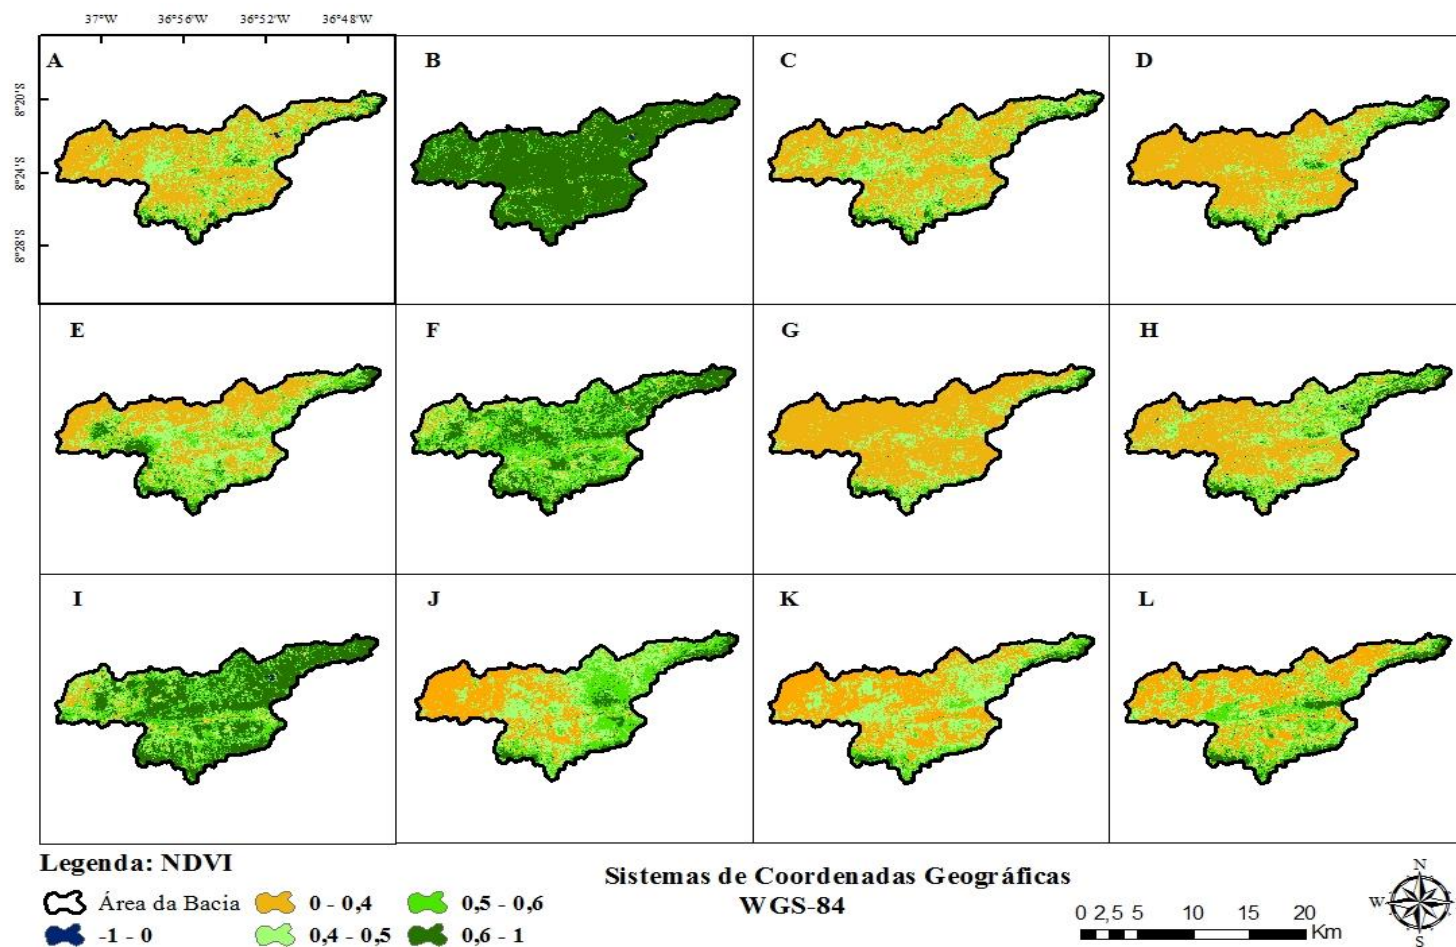 37°W 36°56'W 36°52'W 36°48'W
8°20'S
8°24'S
8°28'S
A
B
C
D
E
F
G
H
I
J
K
L
Legenda: NDVI
Área da Bacia
0 - 0,4
0,5 - 0,6
-1 - 0
0,4 - 0,5
0,6 - 1
Sistemas de Coordenadas Geográficas
WGS-84
0 2,5 5 10 15 20
Km
N
W E
S